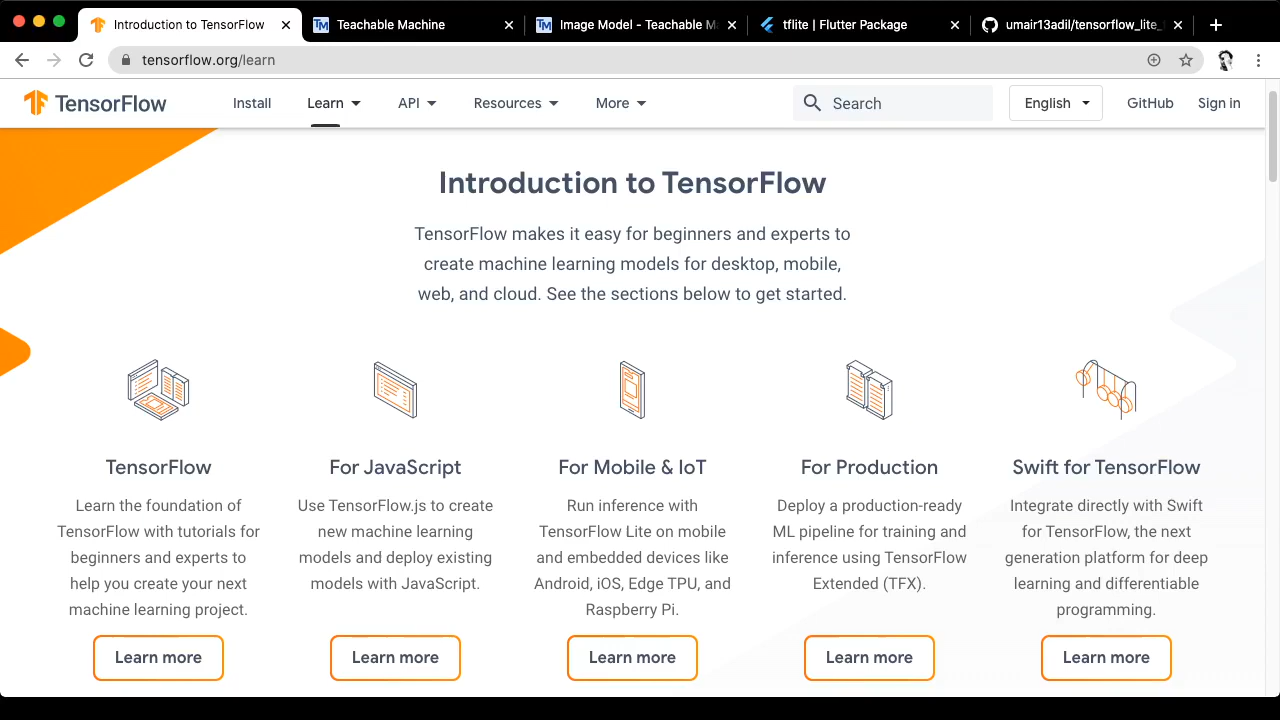 Introduction to TensorFlow
Teachable Machine
Image Model - Teachable M
tflite | Flutter Package
umair13adil/tensorflow_lite_
tensorflow.org/learn
TensorFlow
Install
Learn
API
Resources
More
Search
English
GitHub
Sign in
Introduction to TensorFlow
TensorFlow makes it easy for beginners and experts to
create machine learning models for desktop, mobile,
web, and cloud. See the sections below to get started.
TensorFlow
Learn the foundation of
TensorFlow with tutorials for
beginners and experts to
help you create your next
machine learning project.
Learn more
For JavaScript
Use TensorFlow.js to create
new machine learning
models and deploy existing
models with JavaScript.
Learn more
For Mobile & IoT
Run inference with
TensorFlow Lite on mobile
and embedded devices like
Android, iOS, Edge TPU, and
Raspberry Pi.
Learn more
For Production
Deploy a production-ready
ML pipeline for training and
inference using TensorFlow
Extended (TFX).
Learn more
Swift for TensorFlow
Integrate directly with Swift
for TensorFlow, the next
generation platform for deep
learning and differentiable
programming.
Learn more